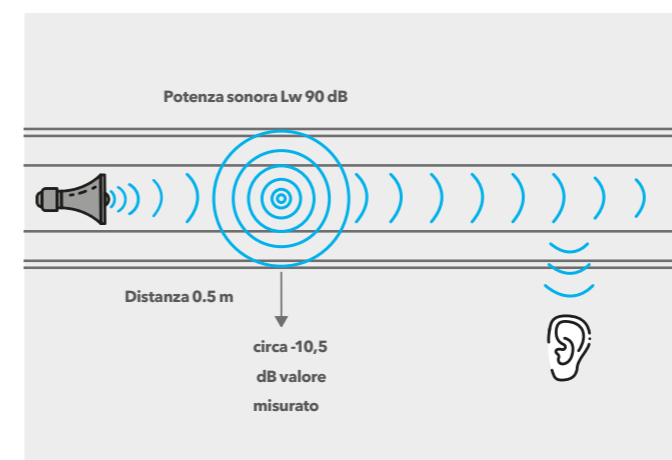 Potenza sonora Lw 90 dB
Distanza 0.5 m
circa -10,5
dB valore
misurato